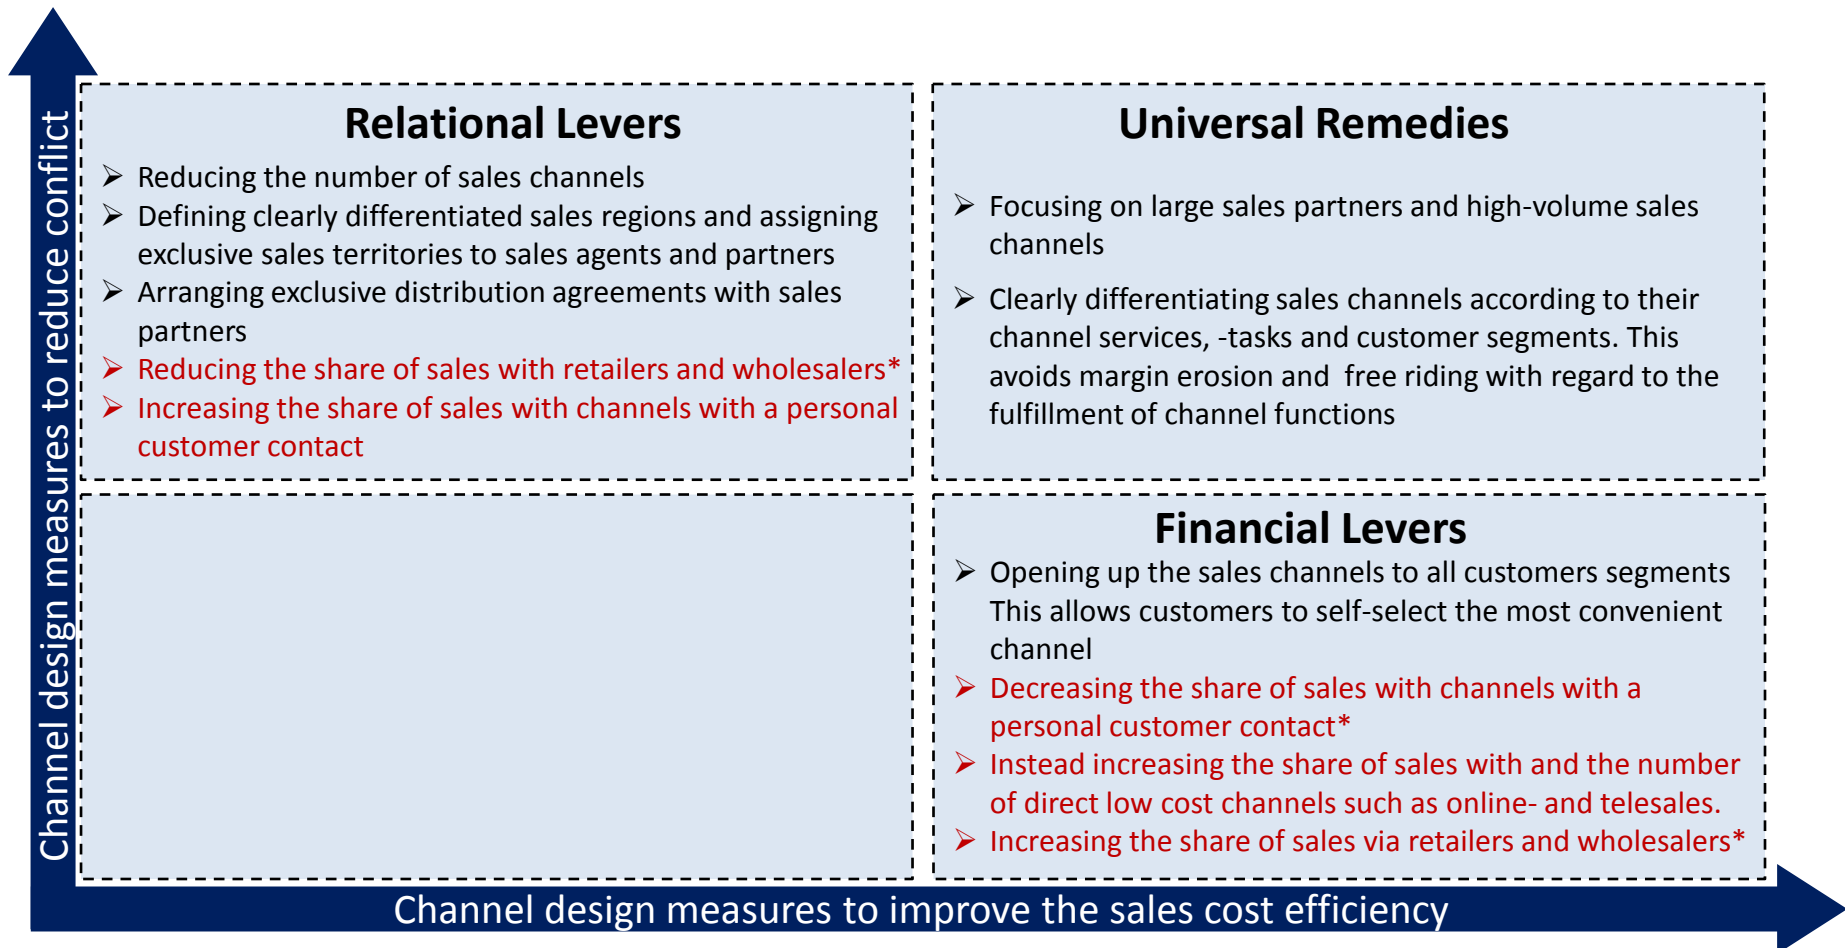 Channel design measures to reduce conflict
Relational Levers
➢ Reducing the number of sales channels
➢ Defining clearly differentiated sales regions and assigning
exclusive sales territories to sales agents and partners
➢ Arranging exclusive distribution agreements with sales
partners
➢ Reducing the share of sales with retailers and wholesalers*
➢ Increasing the share of sales with channels with a personal
customer contact
Universal Remedies
➢ Focusing on large sales partners and high-volume sales
channels
➢ Clearly differentiating sales channels according to their
channel services, -tasks and customer segments. This
avoids margin erosion and free riding with regard to the
fulfillment of channel functions
Financial Levers
➢ Opening up the sales channels to all customers segments
This allows customers to self-select the most convenient
channel
➢ Decreasing the share of sales with channels with a
personal customer contact*
➢ Instead increasing the share of sales with and the number
of direct low cost channels such as online- and telesales.
➢ Increasing the share of sales via retailers and wholesalers*
Channel design measures to improve the sales cost efficiency